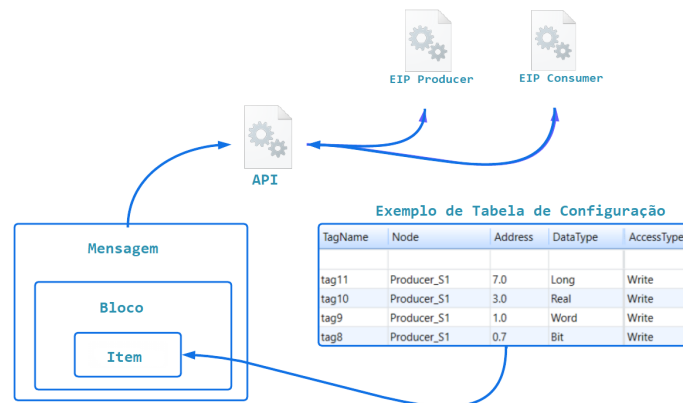 EIP Producer
EIP Consumer
API
Exemplo de Tabela de Configuração
Mensagem
Bloco
Item
TagName Node Address DataType AccessType
tag11 Producer_S1 7.0 Long Write
tag10 Producer_S1 3.0 Real Write
tag9 Producer_S1 1.0 Word Write
tag8 Producer_S1 0.7 Bit Write